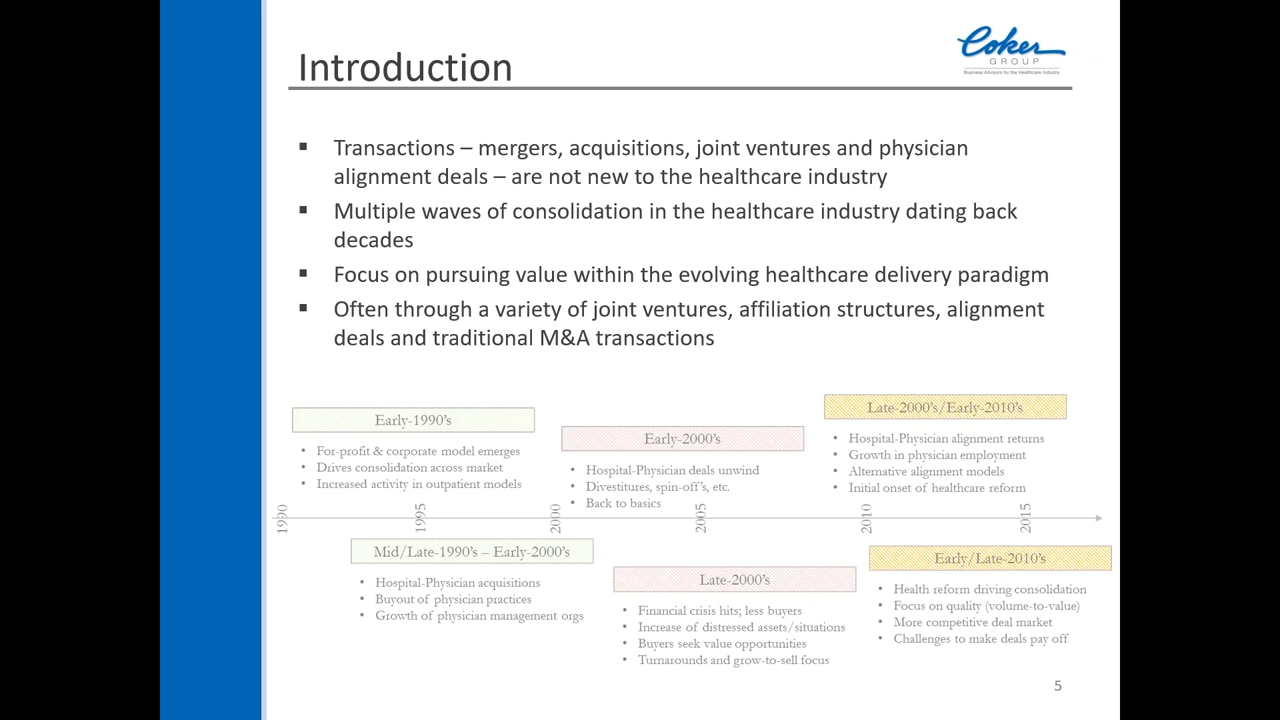 Introduction
Coker
GROUP
Business Advisors for the Healthcare Industry
▪ Transactions – mergers, acquisitions, joint ventures and physician
alignment deals – are not new to the healthcare industry
▪ Multiple waves of consolidation in the healthcare industry dating back
decades
▪ Focus on pursuing value within the evolving healthcare delivery paradigm
▪ Often through a variety of joint ventures, affiliation structures, alignment
deals and traditional M&A transactions
Early-1990’s
• For-profit & corporate model emerges
• Drives consolidation across market
• Increased activity in outpatient models
Early-2000’s
• Hospital-Physician deals unwind
• Divestitures, spin-off’s, etc.
• Back to basics
Late-2000’s/Early-2010’s
• Hospital-Physician alignment returns
• Growth in physician employment
• Alternative alignment models
• Initial onset of healthcare reform
1990
1995
2000
2005
2010
2015
Mid/Late-1990’s – Early-2000’s
• Hospital-Physician acquisitions
• Buyout of physician practices
• Growth of physician management orgs
Late-2000’s
• Financial crisis hits; less buyers
• Increase of distressed assets/situations
• Buyers seek value opportunities
• Turnarounds and grow-to-sell focus
Early/Late-2010’s
• Health reform driving consolidation
• Focus on quality (volume-to-value)
• More competitive deal market
• Challenges to make deals pay off
5